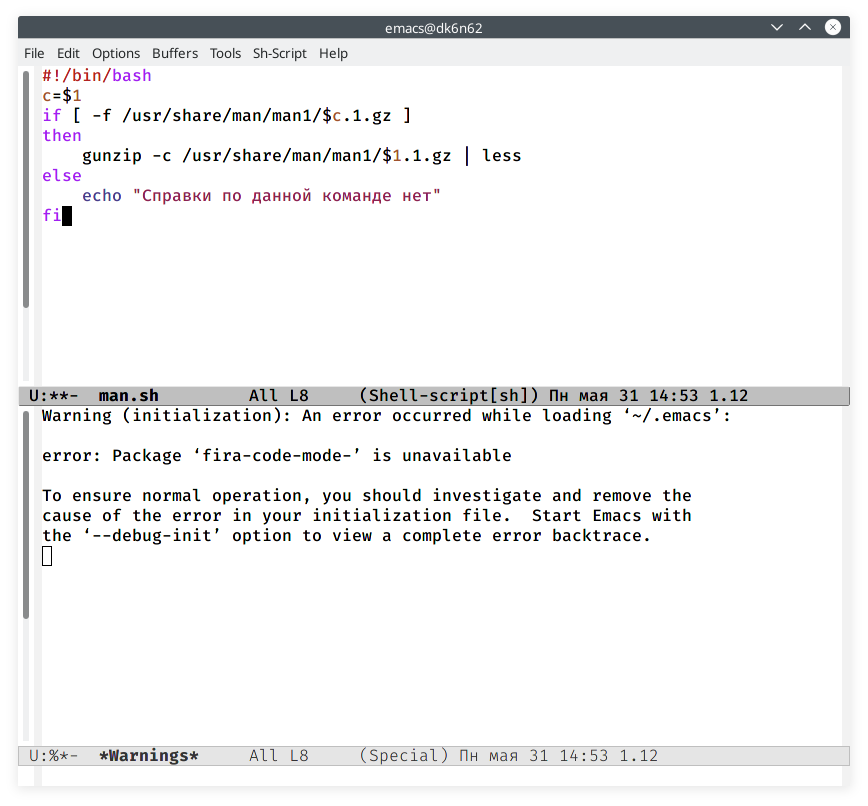 emacs@dk6n62
File Edit Options Buffers Tools Sh-Script Help
#!/bin/bash
c=$1
if [ -f /usr/share/man/man1/$c.1.gz ]
then
    gunzip -c /usr/share/man/man1/$1.1.gz | less
else
    echo "Справки по данной команде нет"
fi
U:**-  man.sh         All L8     (Shell-script[sh]) Пн мая 31 14:53 1.12
Warning (initialization): An error occurred while loading ‘~/.emacs’:
error: Package ‘fira-code-mode-’ is unavailable
To ensure normal operation, you should investigate and remove the
cause of the error in your initialization file.  Start Emacs with
the ‘--debug-init’ option to view a complete error backtrace.
U:%*-  *Warnings*     All L8     (Special) Пн мая 31 14:53 1.12